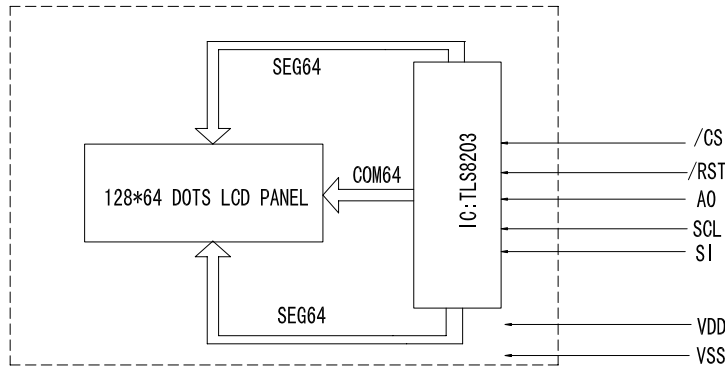 SEG64
/CS
/RST
COM64
128*64 DOTS LCD PANEL
IC:TLS8203
A0
SCL
SI
SEG64
VDD
VSS